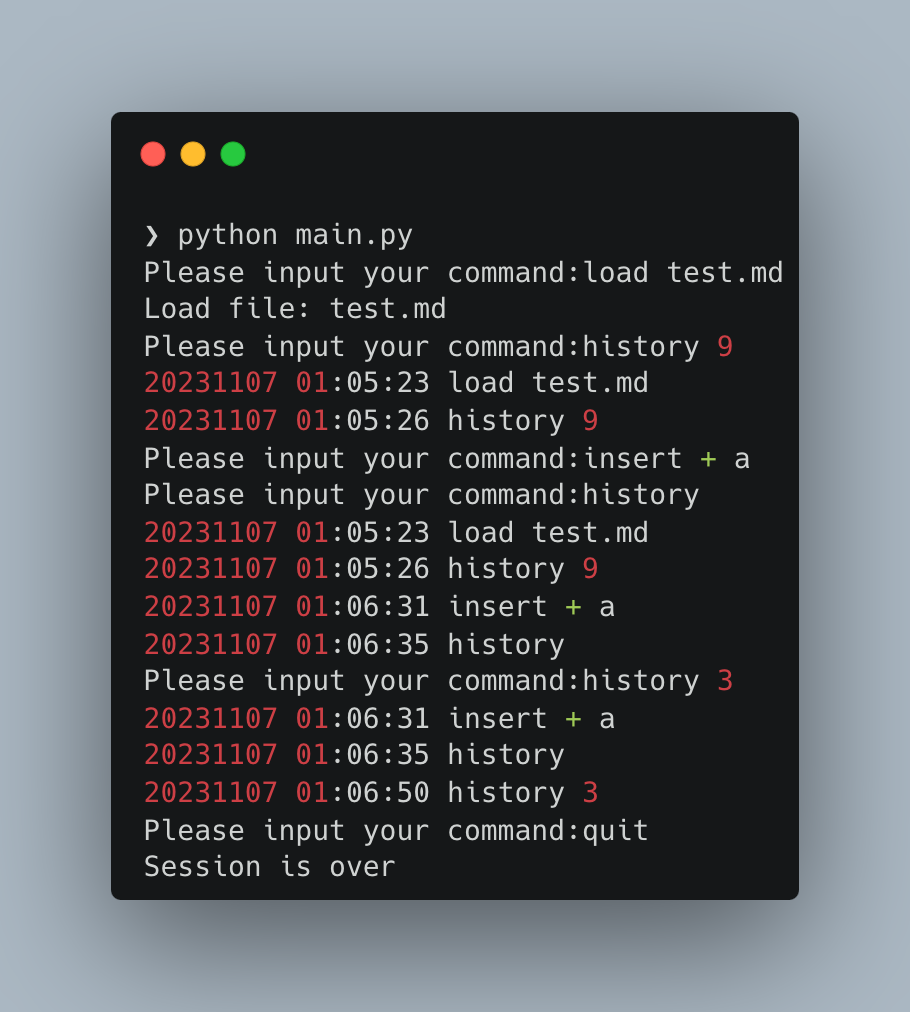 ❯ python main.py
Please input your command:load test.md
Load file: test.md
Please input your command:history 9
20231107 01:05:23 load test.md
20231107 01:05:26 history 9
Please input your command:insert + a
Please input your command:history
20231107 01:05:23 load test.md
20231107 01:05:26 history 9
20231107 01:06:31 insert + a
20231107 01:06:35 history
Please input your command:history 3
20231107 01:06:31 insert + a
20231107 01:06:35 history
20231107 01:06:50 history 3
Please input your command:quit
Session is over